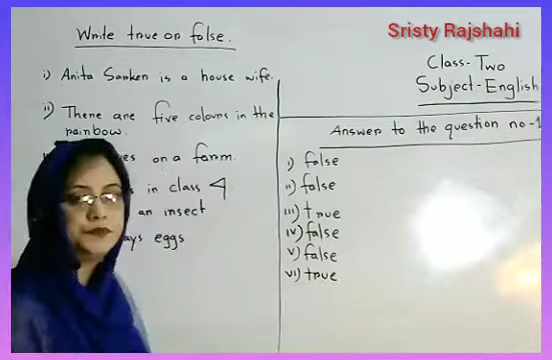 Sristy Rajshahi
Write true or false.
i) Anita Sarker is a house wife.
ii) There are five colours in the
rainbow.
on a farm.
in class 4
an insect
eggs
Class-Two
Subject-English
Answer to the question no-1
i) false
ii) false
iii) true
iv) false
v) false
vi) true